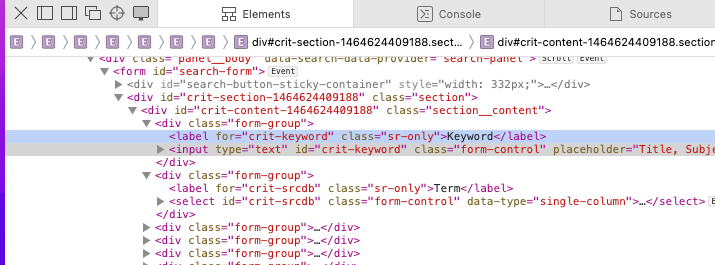 Elements Console Sources
E E E E E E E div#crit-section-1464624409188.sect... E div#crit-content-1464624409188.section
<div class="panel__body" data-search-data-provider="search-panel"> Scroll Event
<form id="search-form"> Event
<div id="search-button-sticky-container" style="width: 332px;">…</div>
<div id="crit-section-1464624409188" class="section">
<div id="crit-content-1464624409188" class="section__content">
<div class="form-group">
<label for="crit-keyword" class="sr-only">Keyword</label>
<input type="text" id="crit-keyword" class="form-control" placeholder="Title, Subje
</div>
<div class="form-group">
<label for="crit-srcdb" class="sr-only">Term</label>
<select id="crit-srcdb" class="form-control" data-type="single-column">…</select> E
</div>
<div class="form-group">…</div>
<div class="form-group">…</div>
<div class="form-group">…</div>
<div class="form-group">…</div>